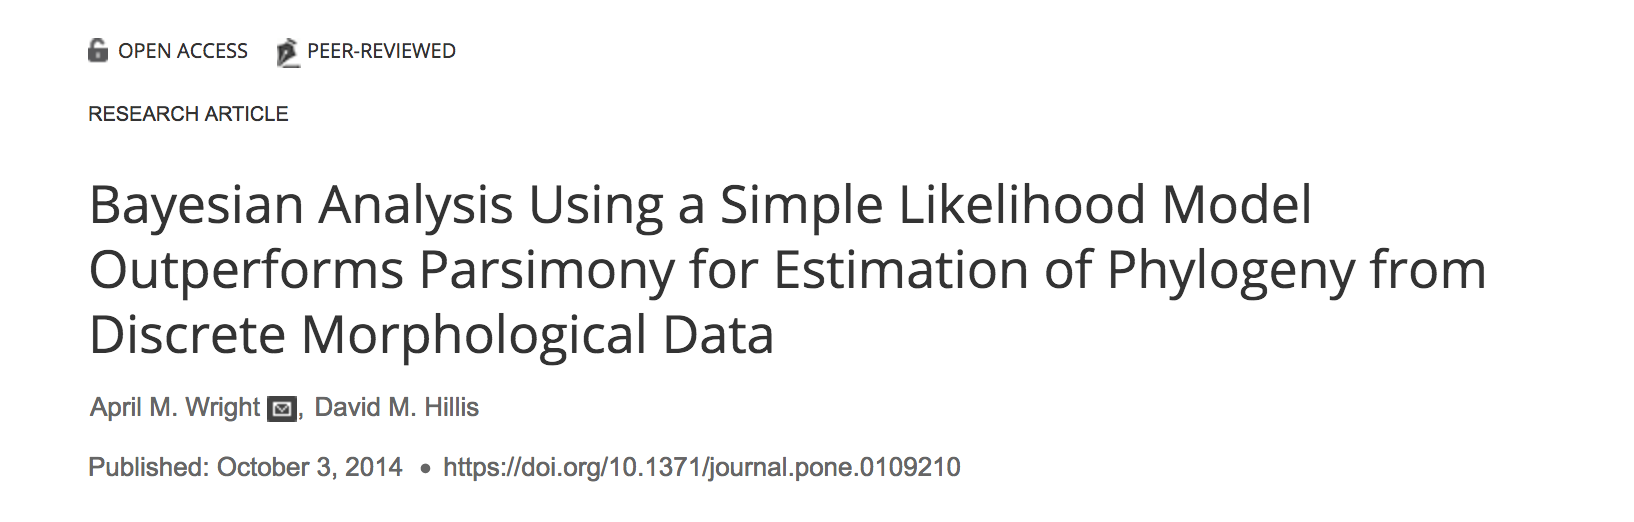 OPEN ACCESS PEER-REVIEWED
RESEARCH ARTICLE
Bayesian Analysis Using a Simple Likelihood Model
Outperforms Parsimony for Estimation of Phylogeny from
Discrete Morphological Data
April M. Wright , David M. Hillis
Published: October 3, 2014 • https://doi.org/10.1371/journal.pone.0109210